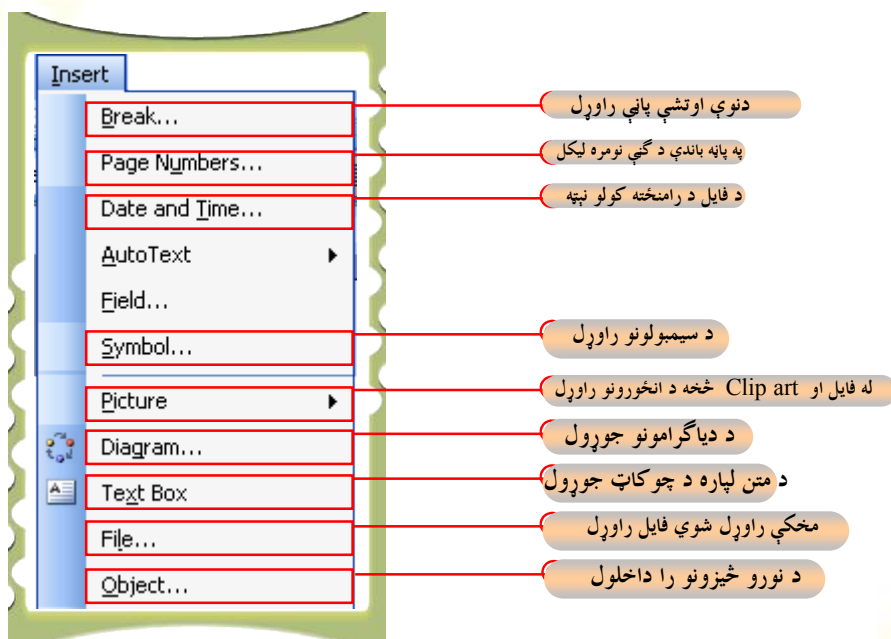 Insert
Break... دنوې اوتشې پاڼې راوړل
Page Numbers... په پاڼه باندې د گڼې نومره ليکل
Date and Time... د فايل د رامنځته کولو نېټه
AutoText
Field...
Symbol... د سيمبولونو راوړل
Picture له فايل او Clip art څخه د انځورونو راوړل
Diagram... د دياگرامونو جوړول
Text Box د متن لپاره د چوکاټ جوړول
File... مخکې راوړل شوي فايل راوړل
Object... د نورو څيزونو را داخلول